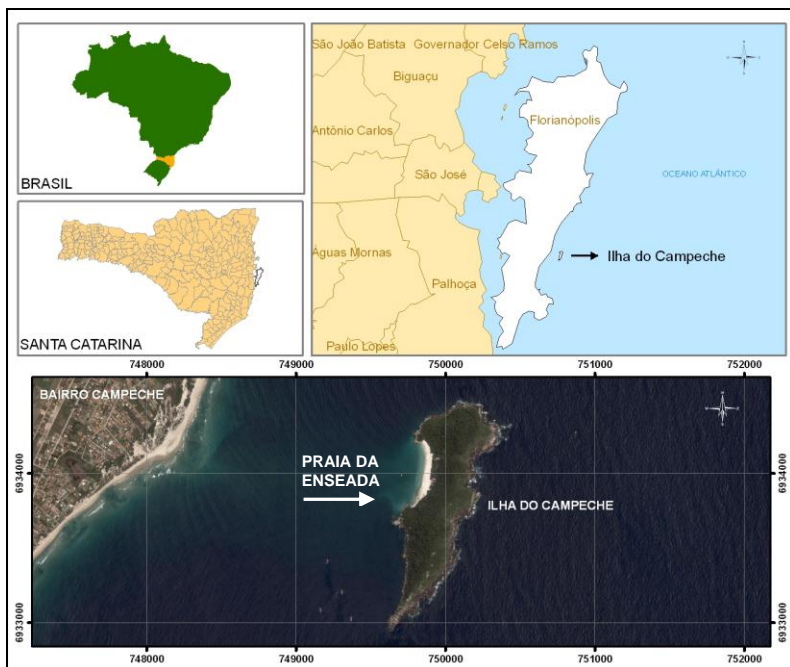 BRASIL
SANTA CATARINA
São João Batista
Governador Celso Ramos
Biguaçu
Antônio Carlos
Florianópolis
São José
OCEANO ATLÂNTICO
Águas Mornas
Ilha do Campeche
Palhoça
Paulo Lopes
748000 749000 750000 751000 752000
BAIRRO CAMPECHE
PRAIA DA
ENSEADA
ILHA DO CAMPECHE
6934000 6934000
6933000 6933000
748000 749000 750000 751000 752000